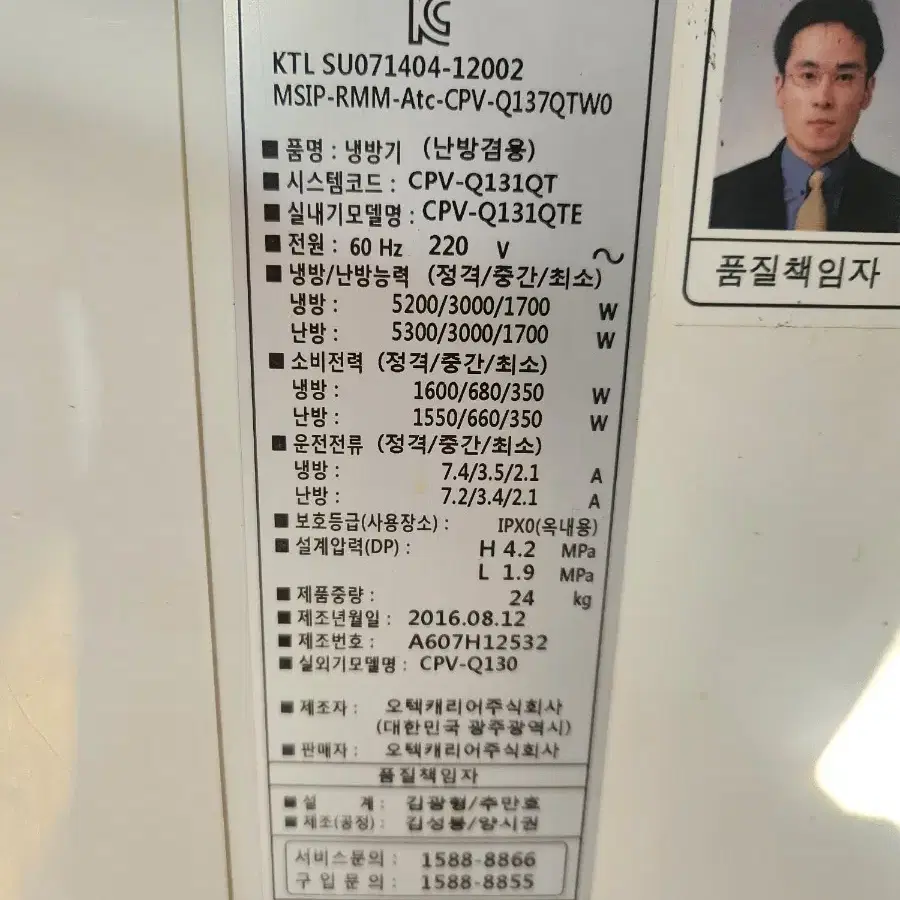 KC
KTL SU071404-12002
MSIP-RMM-Atc-CPV-Q137QTW0
■ 품명 : 냉방기 (난방겸용)
■ 시스템코드 : CPV-Q131QT
■ 실내기모델명 : CPV-Q131QTE
■ 전원 : 60 Hz 220 V ~
■ 냉방/난방능력 (정격/중간/최소)
냉방 : 5200/3000/1700 W
난방 : 5300/3000/1700 W
■ 소비전력 (정격/중간/최소)
냉방 : 1600/680/350 W
난방 : 1550/660/350 W
■ 운전전류 (정격/중간/최소)
냉방 : 7.4/3.5/2.1 A
난방 : 7.2/3.4/2.1 A
■ 보호등급(사용장소) : IPX0(옥내용)
■ 설계압력(DP) : H 4.2 MPa
L 1.9 MPa
■ 제품중량 : 24 kg
■ 제조년월일 : 2016.08.12
■ 제조번호 : A607H12532
■ 실외기모델명 : CPV-Q130
■ 제조자 : 오텍캐리어주식회사
(대한민국 광주광역시)
■ 판매자 : 오텍캐리어주식회사
품질책임자
■ 설 계 : 김광형/추만호
■ 제조(공정) : 김성룡/양시권
서비스문의 : 1588-8866
구입문의 : 1588-8855
품질책임자